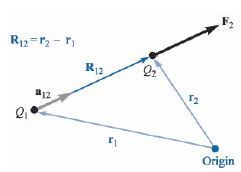 F₂
R₁₂ = r₂ − r₁
R₁₂
Q₂
a₁₂
r₂
Q₁
r₁
Origin